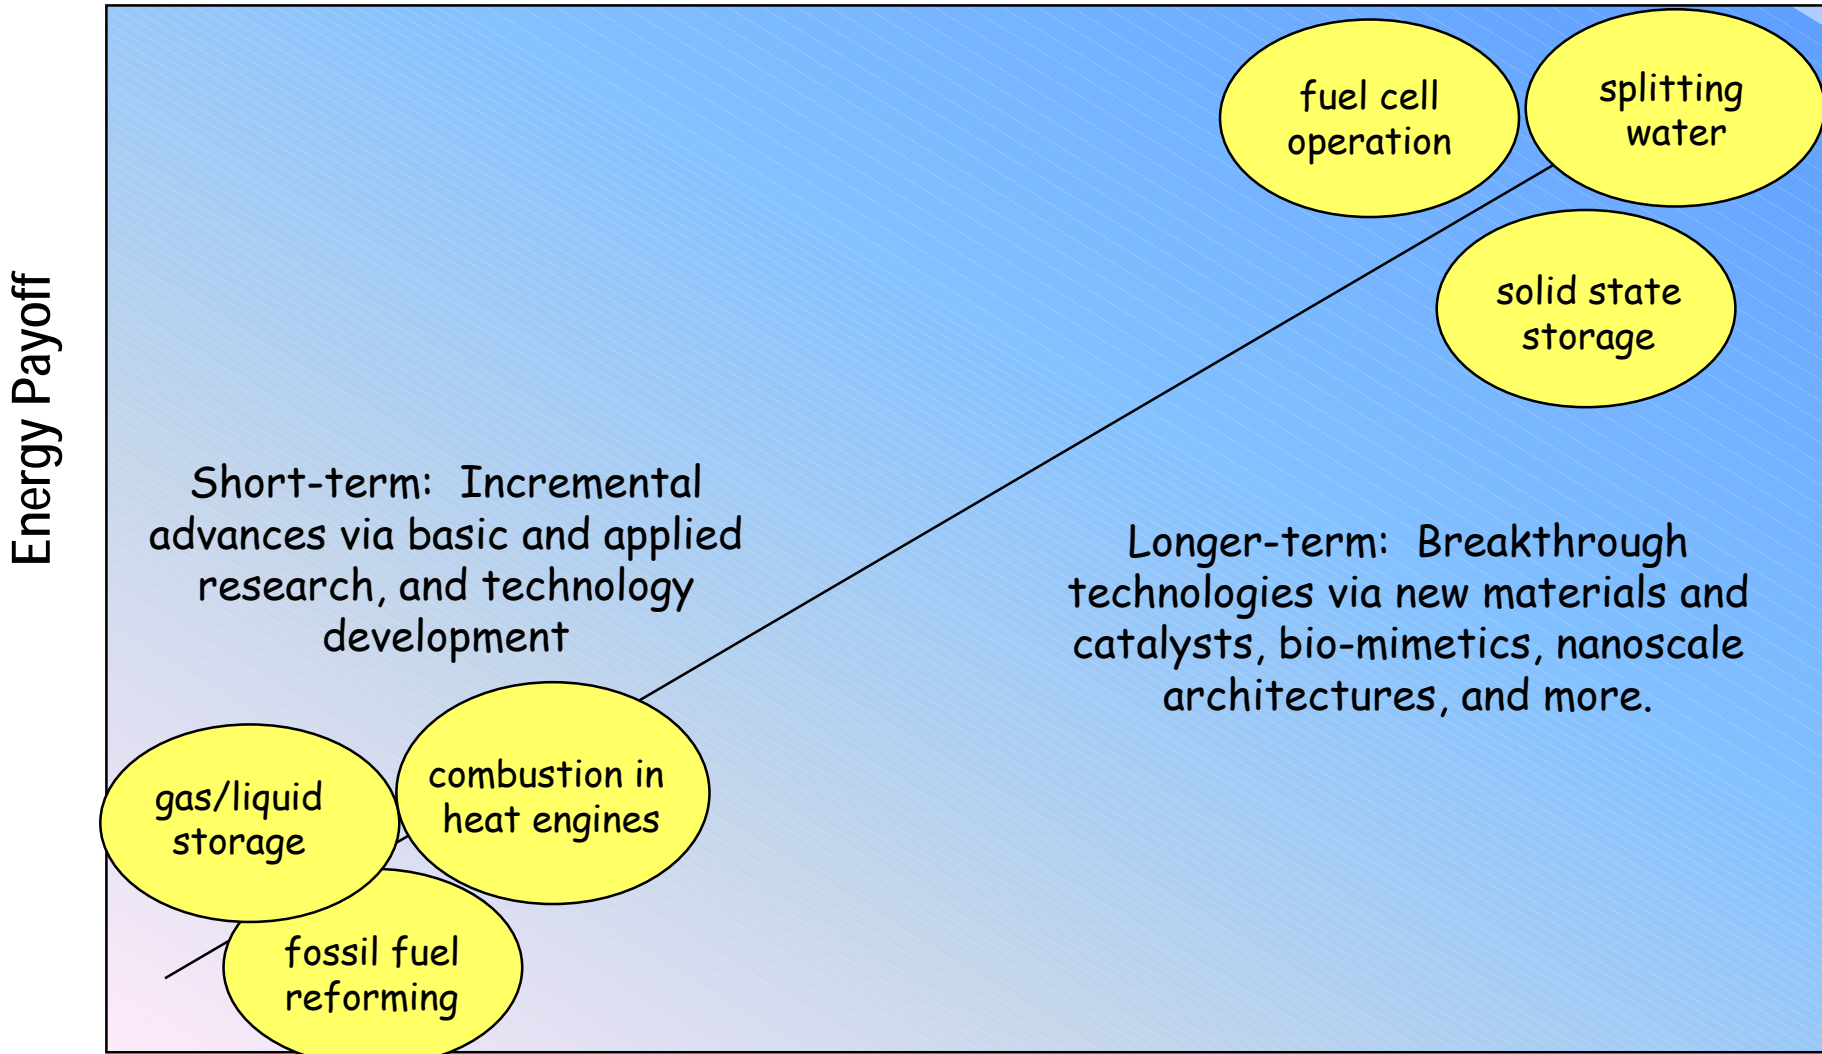 Energy Payoff
fuel cell
operation
splitting
water
solid state
storage
Short-term:  Incremental
advances via basic and applied
research, and technology
development
Longer-term:  Breakthrough
technologies via new materials and
catalysts, bio-mimetics, nanoscale
architectures, and more.
gas/liquid
storage
combustion in
heat engines
fossil fuel
reforming